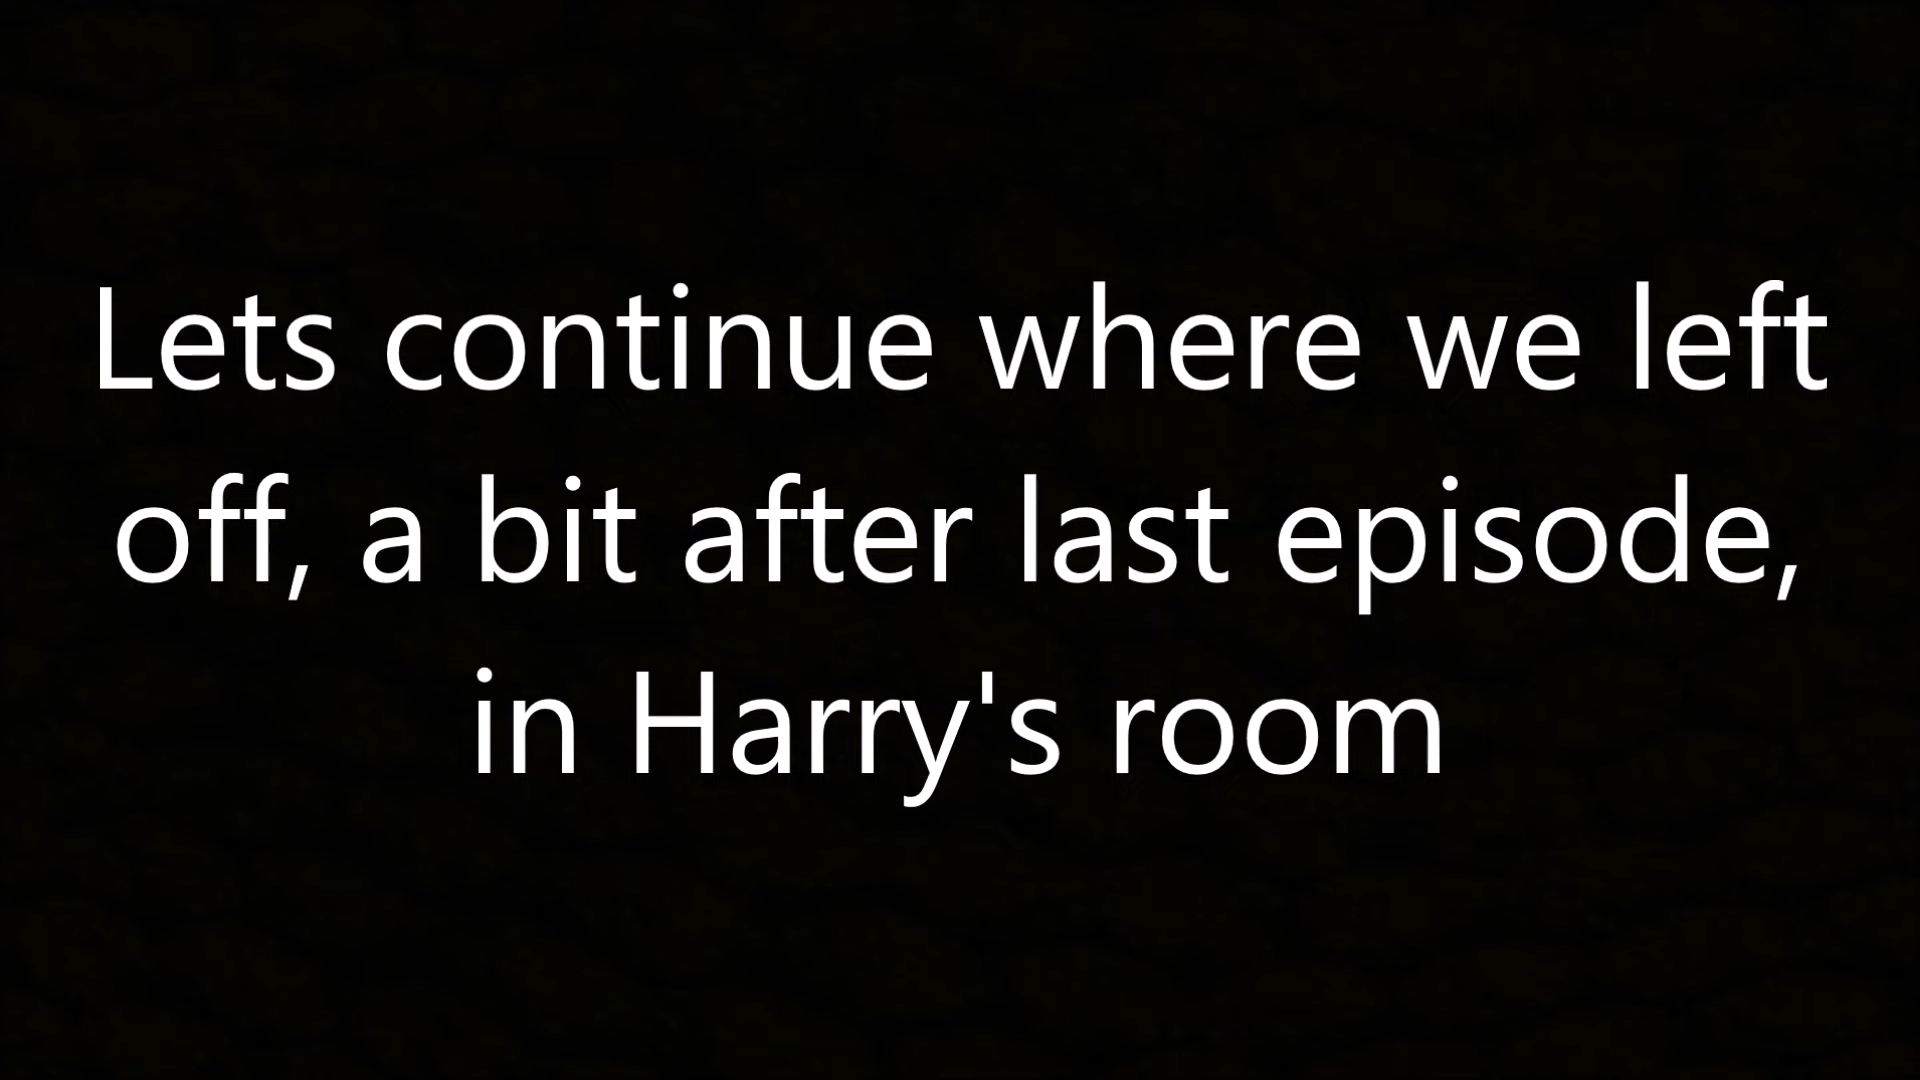 Lets continue where we left
off, a bit after last episode,
in Harry's room